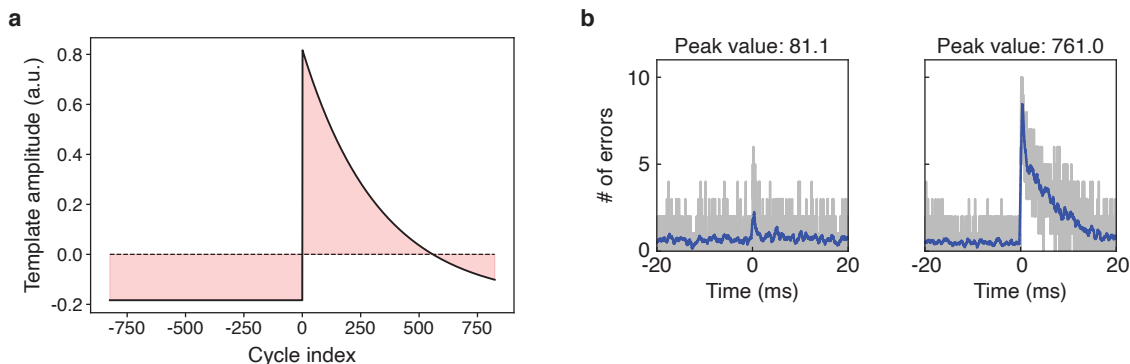 a
Template amplitude (a.u.)
0.8
0.6
0.4
0.2
0.0
-0.2
-750 -500 -250 0 250 500 750
Cycle index
b
Peak value: 81.1
# of errors
10
5
0
-20 0 20
Time (ms)
Peak value: 761.0
-20 0 20
Time (ms)